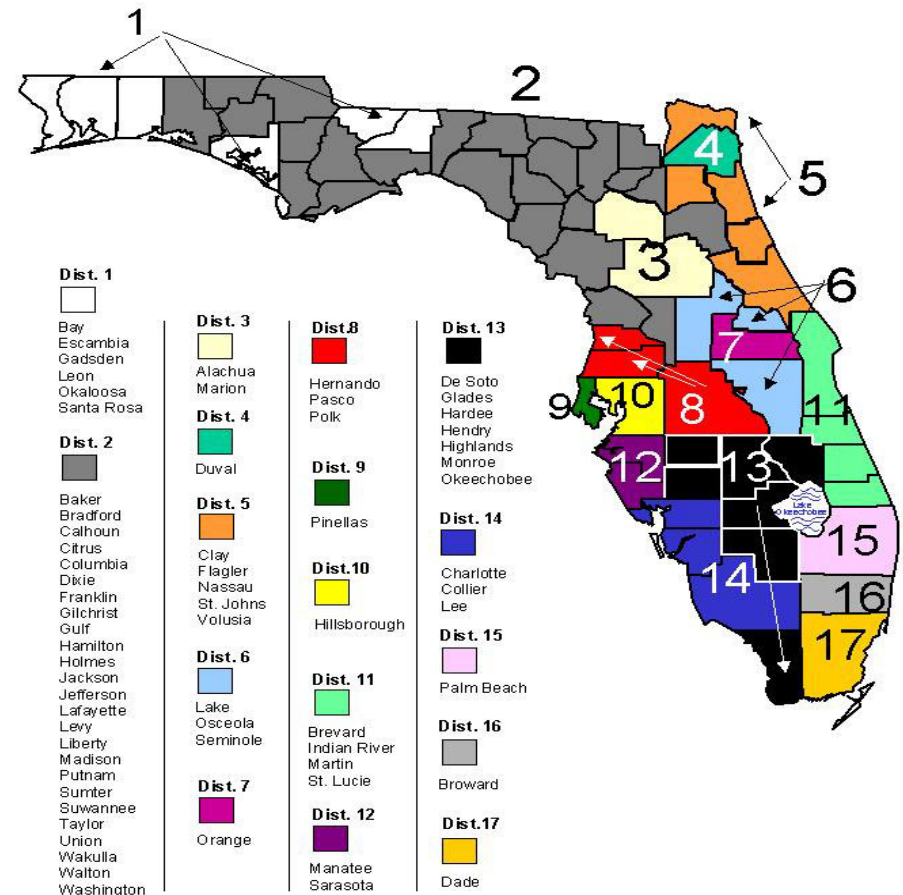 1
2
4
5
3
6
7
9
10
8
11
12
13
Lake
Okeechobee
15
14
16
17
Dist. 1
Bay
Escambia
Gadsden
Leon
Okaloosa
Santa Rosa
Dist. 2
Baker
Bradford
Calhoun
Citrus
Columbia
Dixie
Franklin
Gilchrist
Gulf
Hamilton
Holmes
Jackson
Jefferson
Lafayette
Levy
Liberty
Madison
Putnam
Sumter
Suwannee
Taylor
Union
Wakulla
Walton
Washington
Dist. 3
Alachua
Marion
Dist. 4
Duval
Dist. 5
Clay
Flagler
Nassau
St. Johns
Volusia
Dist. 6
Lake
Osceola
Seminole
Dist. 7
Orange
Dist.8
Hernando
Pasco
Polk
Dist. 9
Pinellas
Dist.10
Hillsborough
Dist. 11
Brevard
Indian River
Martin
St. Lucie
Dist. 12
Manatee
Sarasota
Dist. 13
De Soto
Glades
Hardee
Hendry
Highlands
Monroe
Okeechobee
Dist. 14
Charlotte
Collier
Lee
Dist. 15
Palm Beach
Dist. 16
Broward
Dist.17
Dade